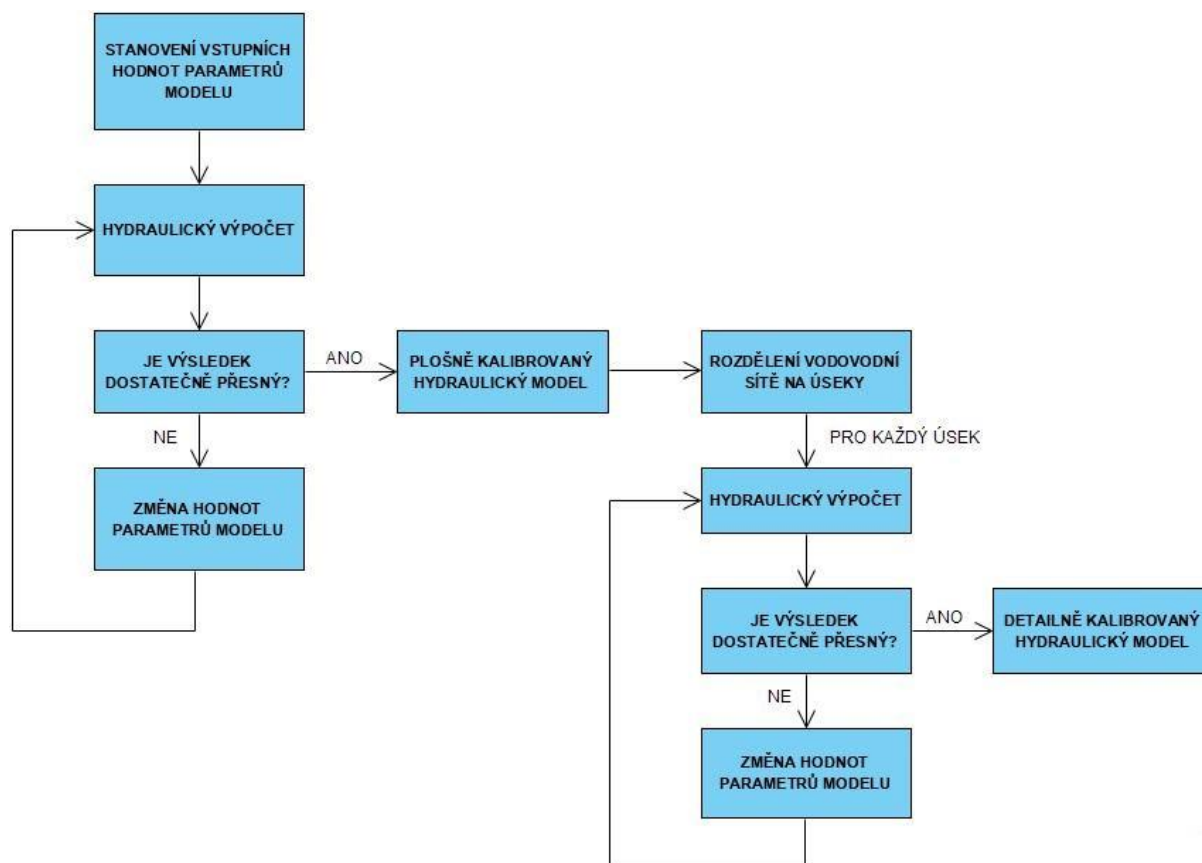 STANOVENÍ VSTUPNÍCH
HODNOT PARAMETRŮ
MODELU
HYDRAULICKÝ VÝPOČET
JE VÝSLEDEK
DOSTATEČNĚ PŘESNÝ?
ANO
NE
ZMĚNA HODNOT
PARAMETRŮ MODELU
PLOŠNĚ KALIBROVANÝ
HYDRAULICKÝ MODEL
ROZDĚLENÍ VODOVODNÍ
SÍTĚ NA ÚSEKY
PRO KAŽDÝ ÚSEK
HYDRAULICKÝ VÝPOČET
JE VÝSLEDEK
DOSTATEČNĚ PŘESNÝ?
ANO
NE
ZMĚNA HODNOT
PARAMETRŮ MODELU
DETAILNĚ KALIBROVANÝ
HYDRAULICKÝ MODEL